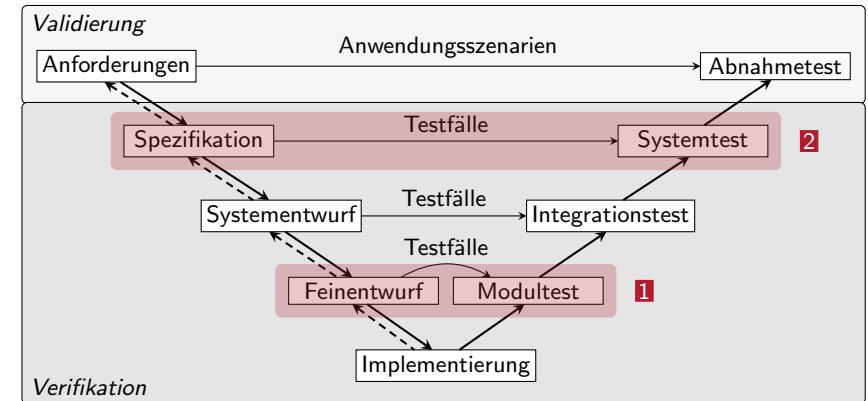 Validierung
Anwendungsszenarien
Anforderungen
Abnahmetest
Testfälle
Spezifikation
Systemtest
2
Testfälle
Systementwurf
Integrationstest
Testfälle
Feinentwurf
Modultest
1
Implementierung
Verifikation